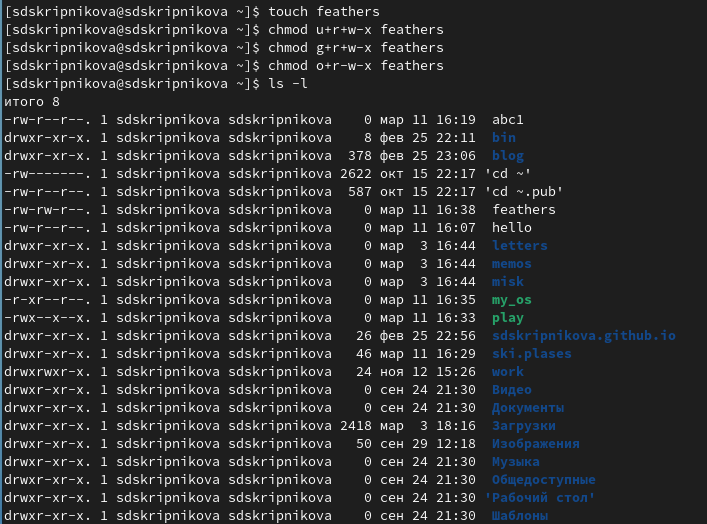 [sdskripnikova@sdskripnikova ~]$ touch feathers
[sdskripnikova@sdskripnikova ~]$ chmod u+r+w-x feathers
[sdskripnikova@sdskripnikova ~]$ chmod g+r+w-x feathers
[sdskripnikova@sdskripnikova ~]$ chmod o+r-w-x feathers
[sdskripnikova@sdskripnikova ~]$ ls -l
итого 8
-rw-r--r--. 1 sdskripnikova sdskripnikova    0 мар 11 16:19  abc1
drwxr-xr-x. 1 sdskripnikova sdskripnikova    8 фев 25 22:11  bin
drwxr-xr-x. 1 sdskripnikova sdskripnikova  378 фев 25 23:06  blog
-rw-------. 1 sdskripnikova sdskripnikova 2622 окт 15 22:17 'cd ~'
-rw-r--r--. 1 sdskripnikova sdskripnikova  587 окт 15 22:17 'cd ~.pub'
-rw-rw-r--. 1 sdskripnikova sdskripnikova    0 мар 11 16:38  feathers
-rw-r--r--. 1 sdskripnikova sdskripnikova    0 мар 11 16:07  hello
drwxr-xr-x. 1 sdskripnikova sdskripnikova    0 мар  3 16:44  letters
drwxr-xr-x. 1 sdskripnikova sdskripnikova    0 мар  3 16:44  memos
drwxr-xr-x. 1 sdskripnikova sdskripnikova    0 мар  3 16:44  misk
-r-xr--r--. 1 sdskripnikova sdskripnikova    0 мар 11 16:35  my_os
-rwx--x--x. 1 sdskripnikova sdskripnikova    0 мар 11 16:33  play
drwxr-xr-x. 1 sdskripnikova sdskripnikova   26 фев 25 22:56  sdskripnikova.github.io
drwxr-xr-x. 1 sdskripnikova sdskripnikova   46 мар 11 16:29  ski.plases
drwxrwxr-x. 1 sdskripnikova sdskripnikova   24 ноя 12 15:26  work
drwxr-xr-x. 1 sdskripnikova sdskripnikova    0 сен 24 21:30  Видео
drwxr-xr-x. 1 sdskripnikova sdskripnikova    0 сен 24 21:30  Документы
drwxr-xr-x. 1 sdskripnikova sdskripnikova 2418 мар  3 18:16  Загрузки
drwxr-xr-x. 1 sdskripnikova sdskripnikova   50 сен 29 12:18  Изображения
drwxr-xr-x. 1 sdskripnikova sdskripnikova    0 сен 24 21:30  Музыка
drwxr-xr-x. 1 sdskripnikova sdskripnikova    0 сен 24 21:30  Общедоступные
drwxr-xr-x. 1 sdskripnikova sdskripnikova    0 сен 24 21:30 'Рабочий стол'
drwxr-xr-x. 1 sdskripnikova sdskripnikova    0 сен 24 21:30  Шаблоны